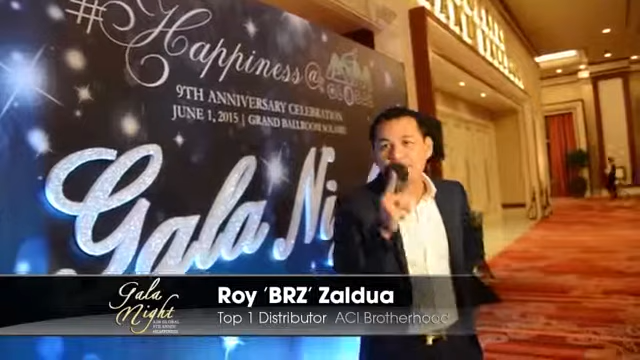 #Happiness@
9TH ANNIVERSARY CELEBRATION
JUNE 1, 2015 | GRAND BALLROOM SOLAIRE
Gala Ni
Gala
Night
Roy 'BRZ' Zaldua
Top 1 Distributor ACI Brotherhood